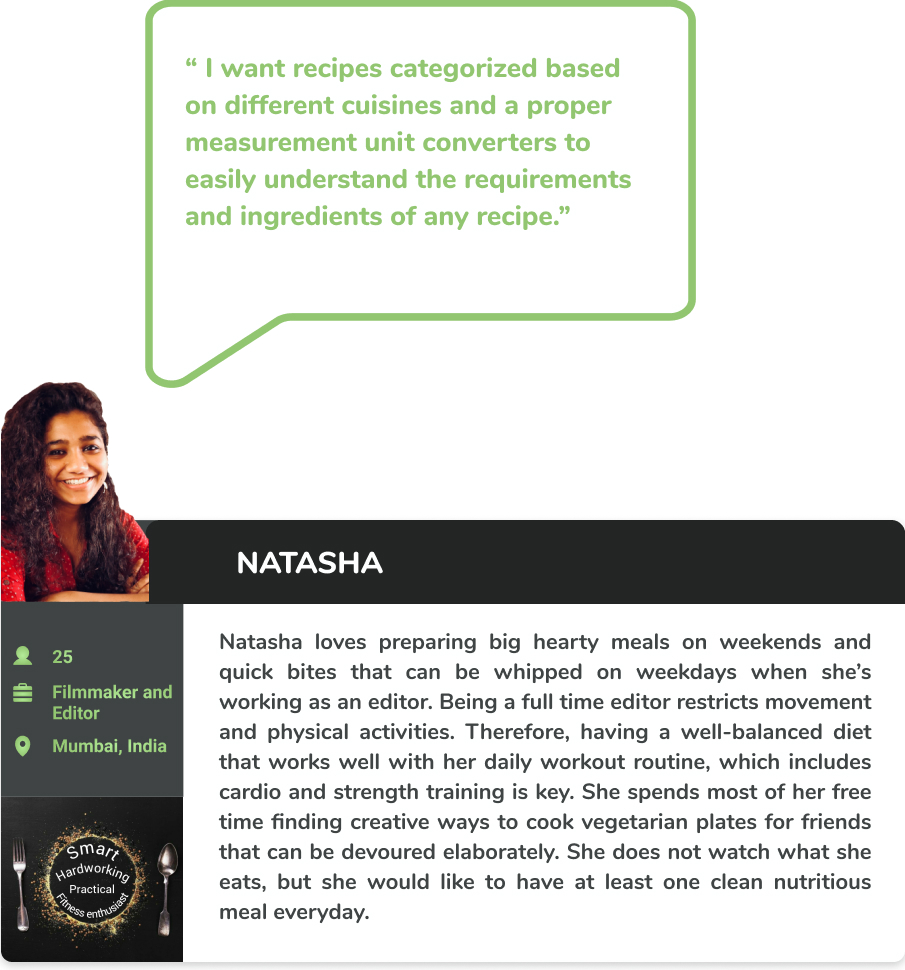 “ I want recipes categorized based
on different cuisines and a proper
measurement unit converters to
easily understand the requirements
and ingredients of any recipe.”
NATASHA
25
Filmmaker and
Editor
Mumbai, India
Smart
Hardworking
Practical
Fitness enthusiast
Natasha loves preparing big hearty meals on weekends and
quick bites that can be whipped on weekdays when she’s
working as an editor. Being a full time editor restricts movement
and physical activities. Therefore, having a well-balanced diet
that works well with her daily workout routine, which includes
cardio and strength training is key. She spends most of her free
time finding creative ways to cook vegetarian plates for friends
that can be devoured elaborately. She does not watch what she
eats, but she would like to have at least one clean nutritious
meal everyday.